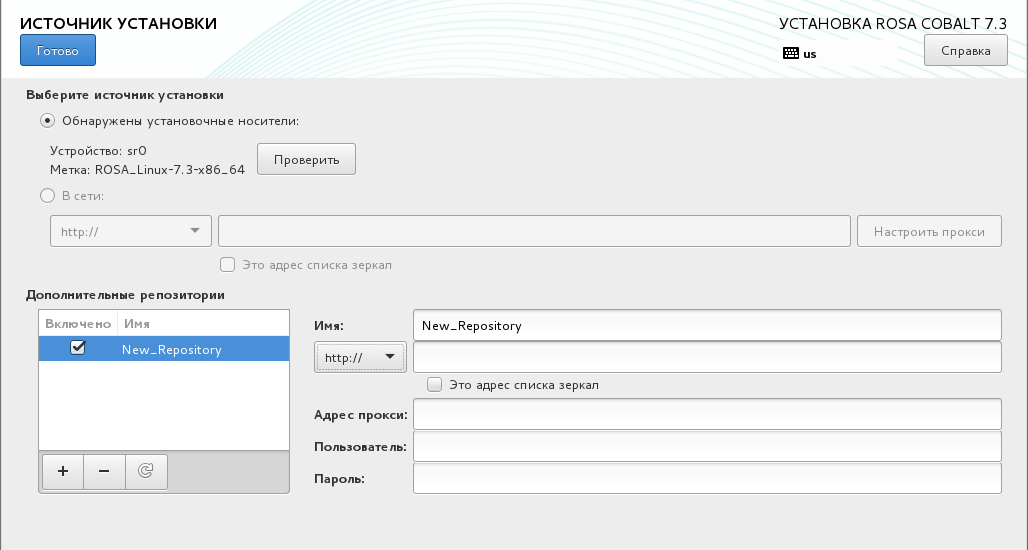 ИСТОЧНИК УСТАНОВКИ
УСТАНОВКА ROSA COBALT 7.3
Готово
us
Справка
Выберите источник установки
Обнаружены установочные носители:
Устройство: sr0
Метка: ROSA_Linux-7.3-x86_64
Проверить
В сети:
http://
Настроить прокси
Это адрес списка зеркал
Дополнительные репозитории
Включено Имя
New_Repository
Имя: New_Repository
http://
Это адрес списка зеркал
Адрес прокси:
Пользователь:
Пароль: